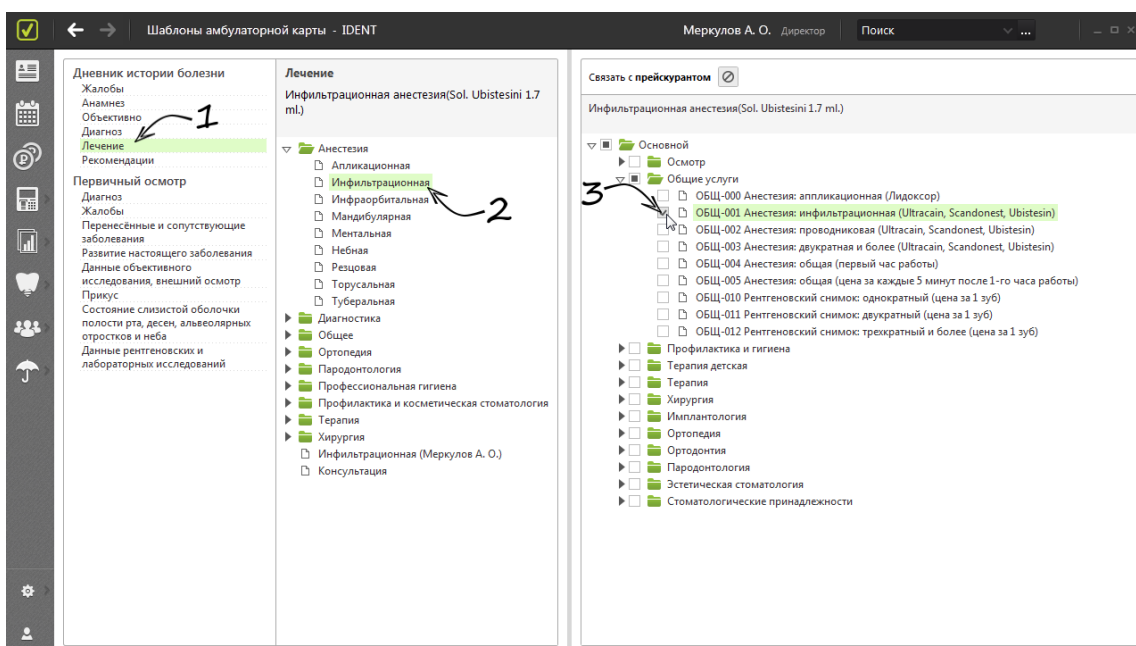 Шаблоны амбулаторной карты - IDENT
Меркулов А. О. Директор
Поиск
...
Дневник истории болезни
Жалобы
Анамнез
Объективно
Диагноз
Лечение
Рекомендации
Первичный осмотр
Диагноз
Жалобы
Перенесённые и сопутствующие
заболевания
Развитие настоящего заболевания
Данные объективного
исследования, внешний осмотр
Прикус
Состояние слизистой оболочки
полости рта, десен, альвеолярных
отростков и неба
Данные рентгеновских и
лабораторных исследований
1
Лечение
Инфильтрационная анестезия(Sol. Ubistesini 1.7
ml.)
Анестезия
Апликационная
Инфильтрационная
Инфраорбитальная
Мандибулярная
Ментальная
Небная
Резцовая
Торусальная
Туберальная
Диагностика
Общее
Ортопедия
Пародонтология
Профессиональная гигиена
Профилактика и косметическая стоматология
Терапия
Хирургия
Инфильтрационная (Меркулов А. О.)
Консультация
2
Связать с прейскурантом
Инфильтрационная анестезия(Sol. Ubistesini 1.7 ml.)
Основной
Осмотр
Общие услуги
3
ОБЩ-000 Анестезия: аппликационная (Лидоксор)
ОБЩ-001 Анестезия: инфильтрационная (Ultracain, Scandonest, Ubistesin)
ОБЩ-002 Анестезия: проводниковая (Ultracain, Scandonest, Ubistesin)
ОБЩ-003 Анестезия: двукратная и более (Ultracain, Scandonest, Ubistesin)
ОБЩ-004 Анестезия: общая (первый час работы)
ОБЩ-005 Анестезия: общая (цена за каждые 5 минут после 1-го часа работы)
ОБЩ-010 Рентгеновский снимок: однократный (цена за 1 зуб)
ОБЩ-011 Рентгеновский снимок: двукратный (цена за 1 зуб)
ОБЩ-012 Рентгеновский снимок: трехкратный и более (цена за 1 зуб)
Профилактика и гигиена
Терапия детская
Терапия
Хирургия
Имплантология
Ортопедия
Ортодонтия
Пародонтология
Эстетическая стоматология
Стоматологические принадлежности